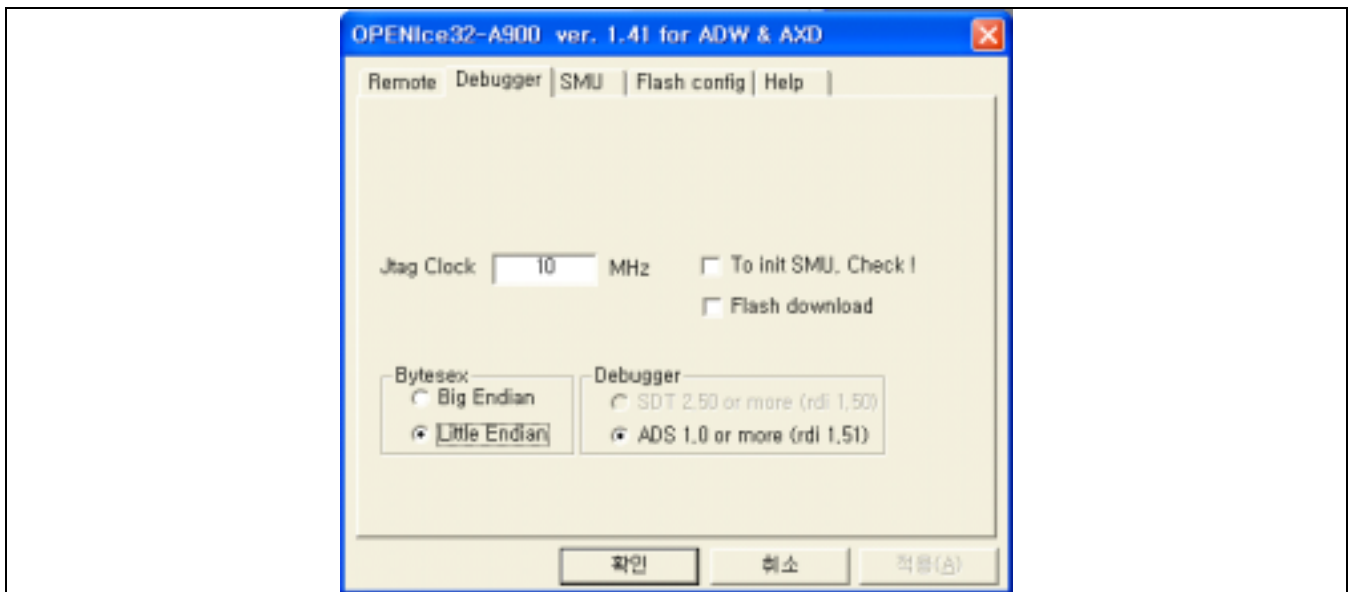 OPENIce32-A900 ver. 1.41 for ADW & AXD
Remote Debugger SMU Flash config Help
Jtag Clock 10 MHz To init SMU, Check !
Flash download
Bytesex Debugger
Big Endian SDT 2.50 or more (rdi 1.50)
Little Endian ADS 1.0 or more (rdi 1.51)
확인 취소 적용(A)